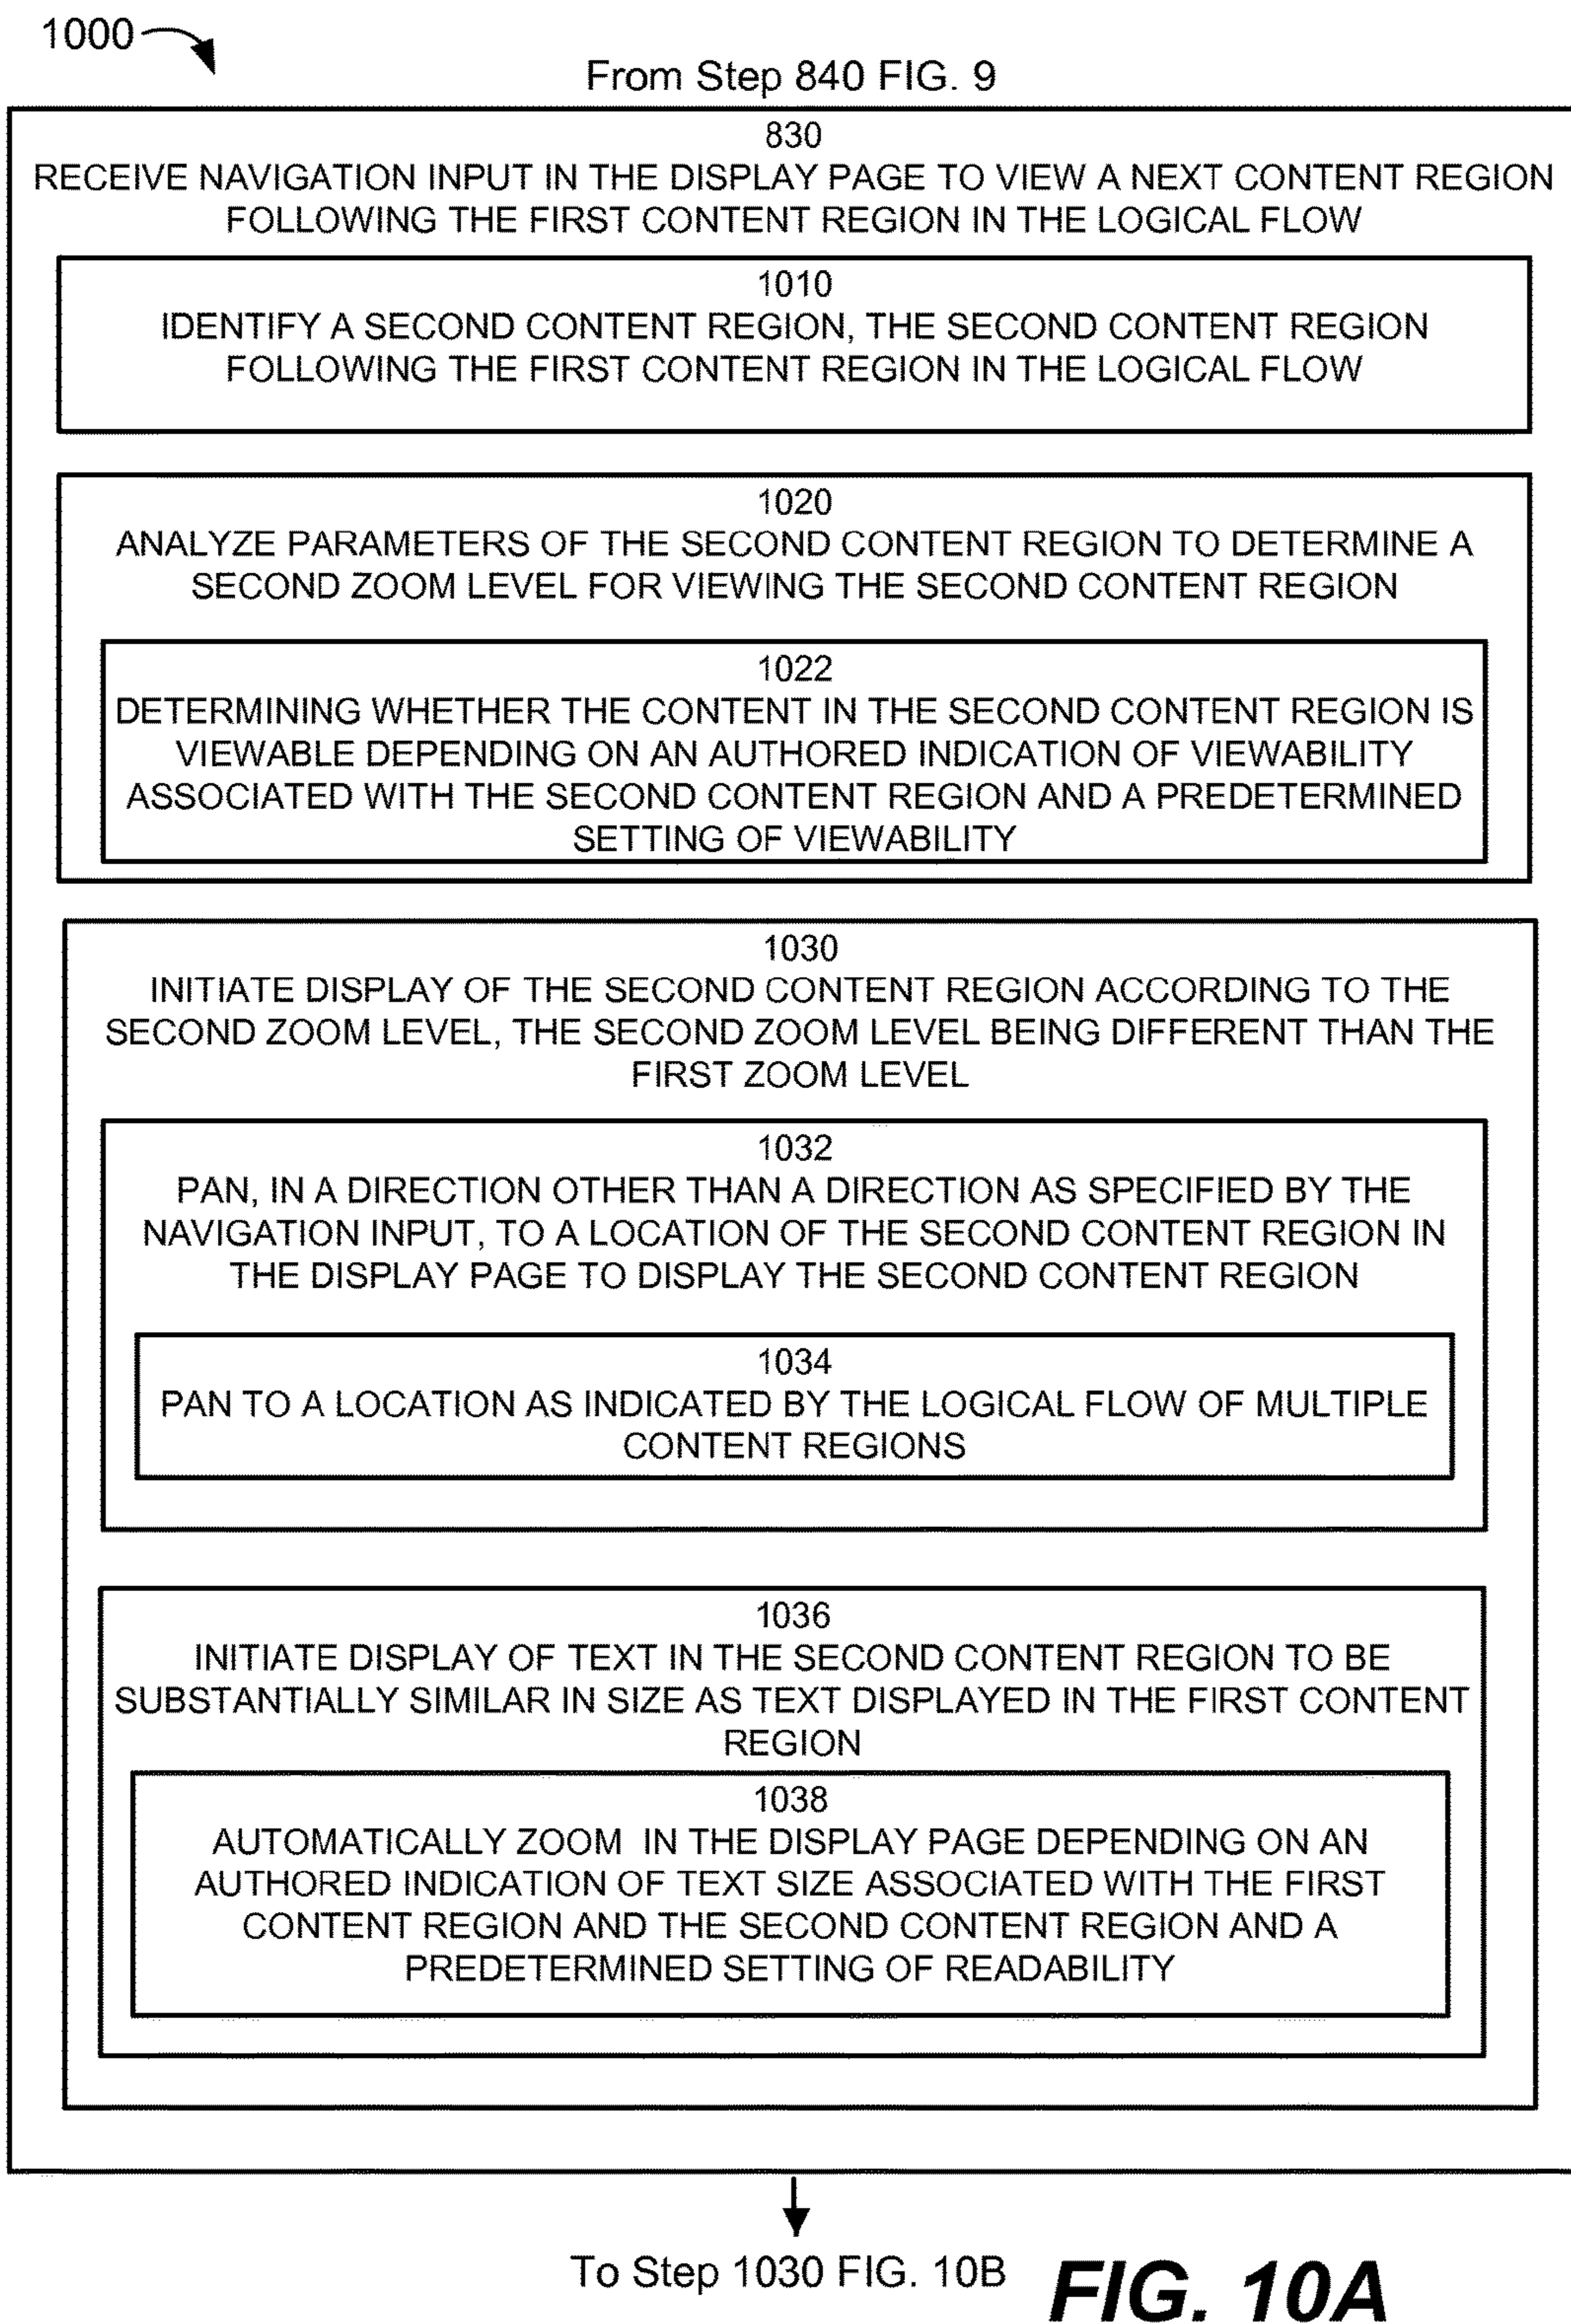 1000
From Step 840 FIG. 9
830
RECEIVE NAVIGATION INPUT IN THE DISPLAY PAGE TO VIEW A NEXT CONTENT REGION
FOLLOWING THE FIRST CONTENT REGION IN THE LOGICAL FLOW
1010
IDENTIFY A SECOND CONTENT REGION, THE SECOND CONTENT REGION
FOLLOWING THE FIRST CONTENT REGION IN THE LOGICAL FLOW
1020
ANALYZE PARAMETERS OF THE SECOND CONTENT REGION TO DETERMINE A
SECOND ZOOM LEVEL FOR VIEWING THE SECOND CONTENT REGION
1022
DETERMINING WHETHER THE CONTENT IN THE SECOND CONTENT REGION IS
VIEWABLE DEPENDING ON AN AUTHORED INDICATION OF VIEWABILITY
ASSOCIATED WITH THE SECOND CONTENT REGION AND A PREDETERMINED
SETTING OF VIEWABILITY
1030
INITIATE DISPLAY OF THE SECOND CONTENT REGION ACCORDING TO THE
SECOND ZOOM LEVEL, THE SECOND ZOOM LEVEL BEING DIFFERENT THAN THE
FIRST ZOOM LEVEL
1032
PAN, IN A DIRECTION OTHER THAN A DIRECTION AS SPECIFIED BY THE
NAVIGATION INPUT, TO A LOCATION OF THE SECOND CONTENT REGION IN
THE DISPLAY PAGE TO DISPLAY THE SECOND CONTENT REGION
1034
PAN TO A LOCATION AS INDICATED BY THE LOGICAL FLOW OF MULTIPLE
CONTENT REGIONS
1036
INITIATE DISPLAY OF TEXT IN THE SECOND CONTENT REGION TO BE
SUBSTANTIALLY SIMILAR IN SIZE AS TEXT DISPLAYED IN THE FIRST CONTENT
REGION
1038
AUTOMATICALLY ZOOM IN THE DISPLAY PAGE DEPENDING ON AN
AUTHORED INDICATION OF TEXT SIZE ASSOCIATED WITH THE FIRST
CONTENT REGION AND THE SECOND CONTENT REGION AND A
PREDETERMINED SETTING OF READABILITY
To Step 1030 FIG. 10B
FIG. 10A